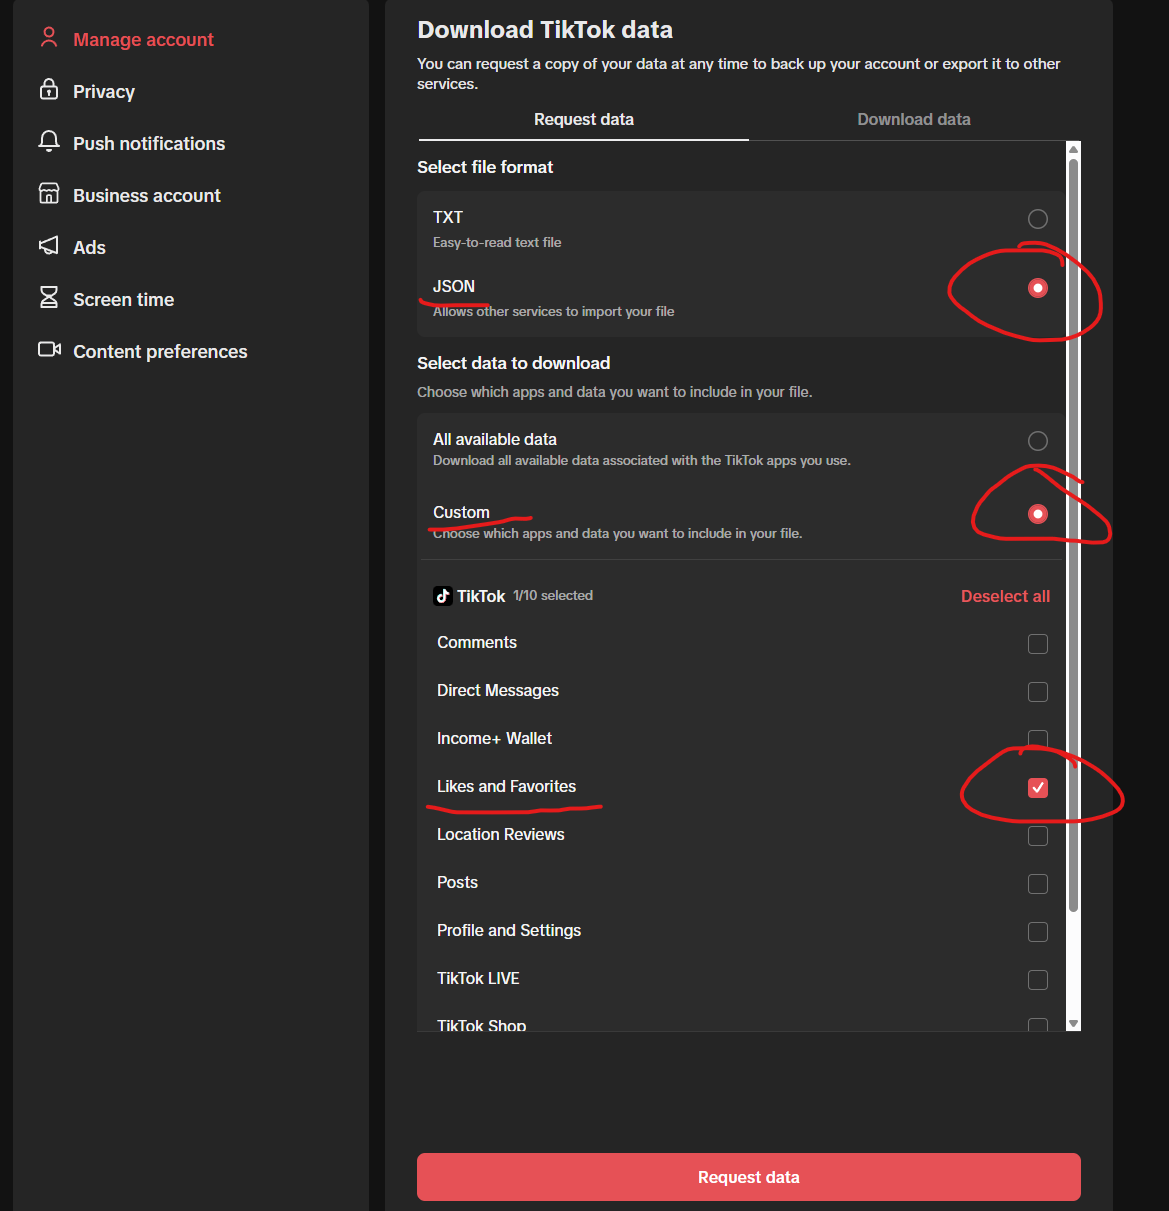 Manage account
Privacy
Push notifications
Business account
Ads
Screen time
Content preferences
Download TikTok data
You can request a copy of your data at any time to back up your account or export it to other
services.
Request data
Download data
Select file format
TXT
Easy-to-read text file
JSON
Allows other services to import your file
Select data to download
Choose which apps and data you want to include in your file.
All available data
Download all available data associated with the TikTok apps you use.
Custom
Choose which apps and data you want to include in your file.
TikTok 1/10 selected
Deselect all
Comments
Direct Messages
Income+ Wallet
Likes and Favorites
Location Reviews
Posts
Profile and Settings
TikTok LIVE
TikTok Shop
Request data